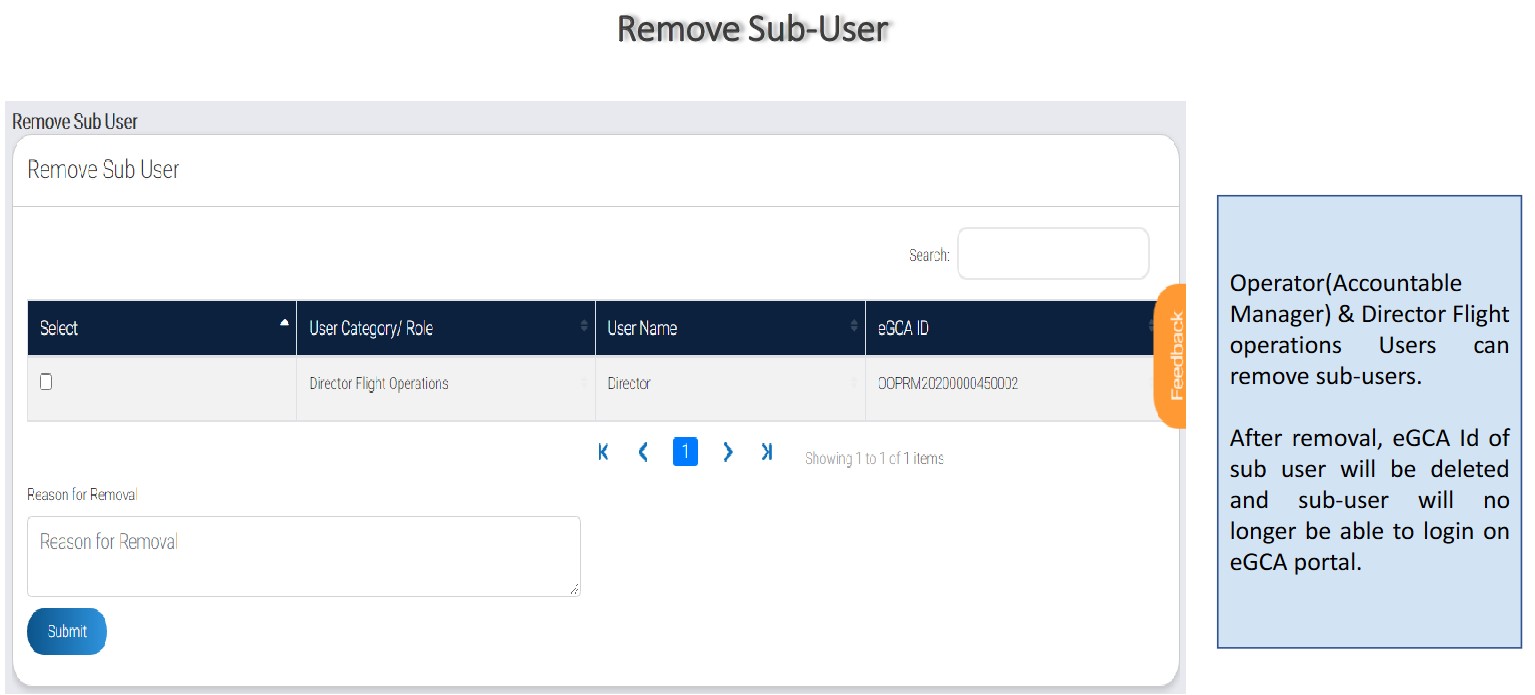 Remove Sub-User
Remove Sub User
Remove Sub User
Search:
Select User Category/ Role User Name eGCA ID
Director Flight Operations Director OOPRM20200000450002
1 Showing 1 to 1 of 1 items
Reason for Removal
Reason for Removal
Submit
Feedback
Operator(Accountable
Manager) & Director Flight
operations Users can
remove sub-users.
After removal, eGCA Id of
sub user will be deleted
and sub-user will no
longer be able to login on
eGCA portal.